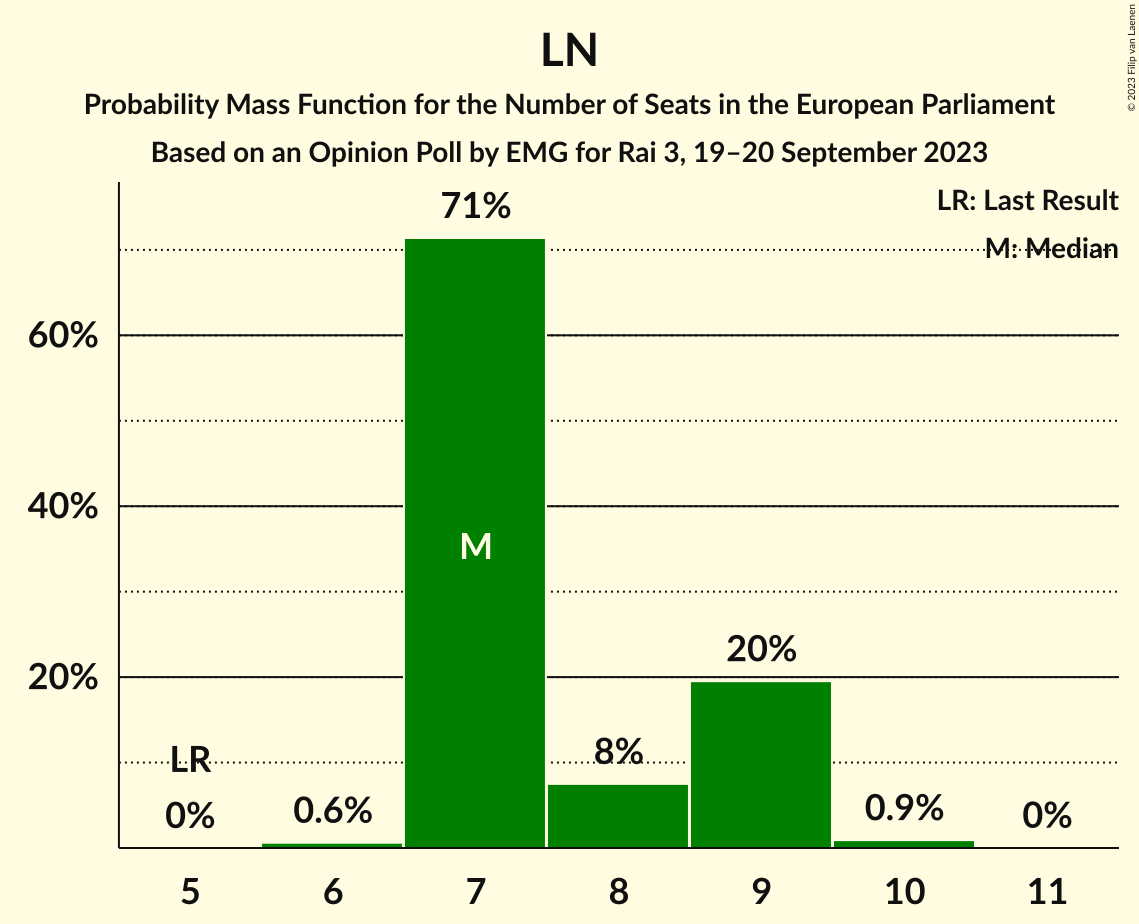 LN
Probability Mass Function for the Number of Seats in the European Parliament
Based on an Opinion Poll by EMG for Rai 3, 19–20 September 2023
© 2023 Filip van Laenen
LR: Last Result
M: Median
71%
60%
40%
M
20%
20%
LR
8%
0%
0.6%
0.9%
0%
5 6 7 8 9 10 11